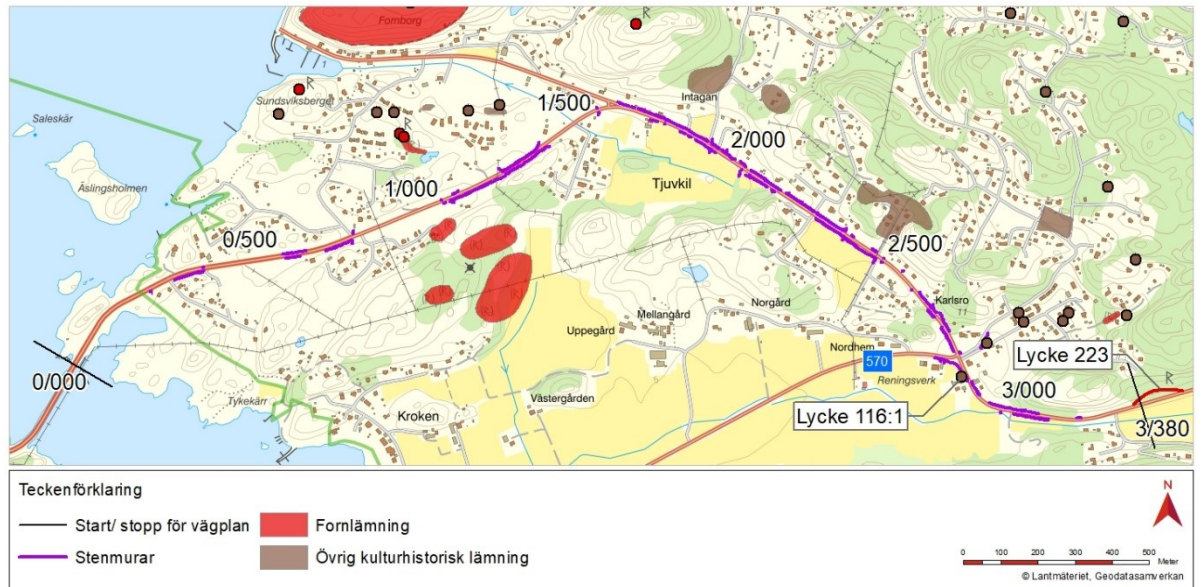 Fornborg
R
R
Sundsviksberget
1/500
Intagan
Saleskär
R
2/000
1/000
Tjuvkil
Äslingsholmen
0/500
2/500
(R)
(R)
(R)
(R)
Karlsro
11
Norgård
Mellangård
Uppegård
Nordhem
570
Lycke 223
0/000
Reningsverk
3/000
R
Tykekärr
Västergården
Kroken
Lycke 116:1
3/380
Teckenförklaring
Start/ stopp för vägplan
Fornlämning
Stenmurar
Övrig kulturhistorisk lämning
N
0 100 200 300 400 500
Meter
© Lantmäteriet, Geodatasamverkan